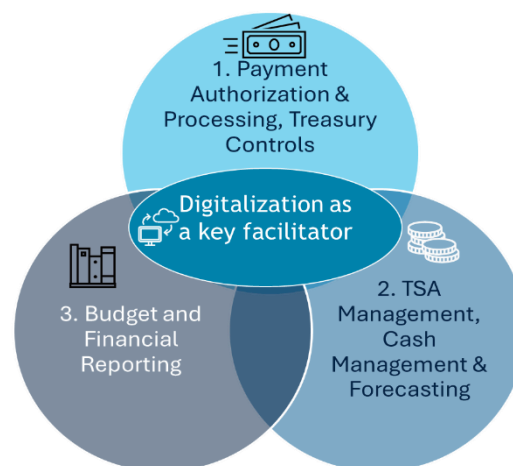 1. Payment
Authorization &
Processing, Treasury
Controls
Digitalization as
a key facilitator
2. TSA
Management,
Cash
Management &
Forecasting
3. Budget and
Financial
Reporting